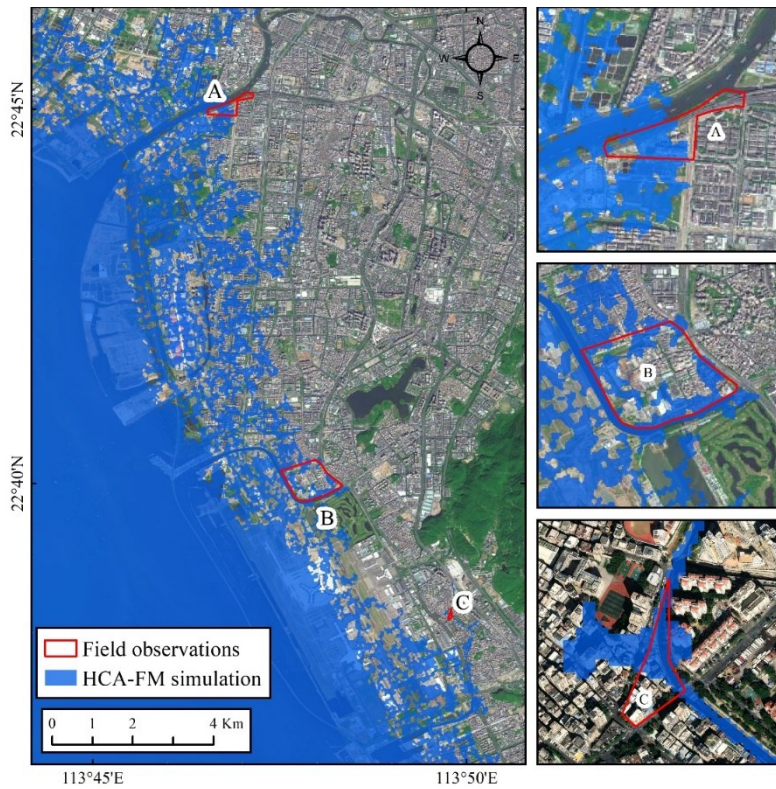 N
W E
S
22°45'N
A
22°40'N
B
C
Field observations
HCA-FM simulation
0 1 2 4 Km
113°45'E 113°50'E
A
B
C